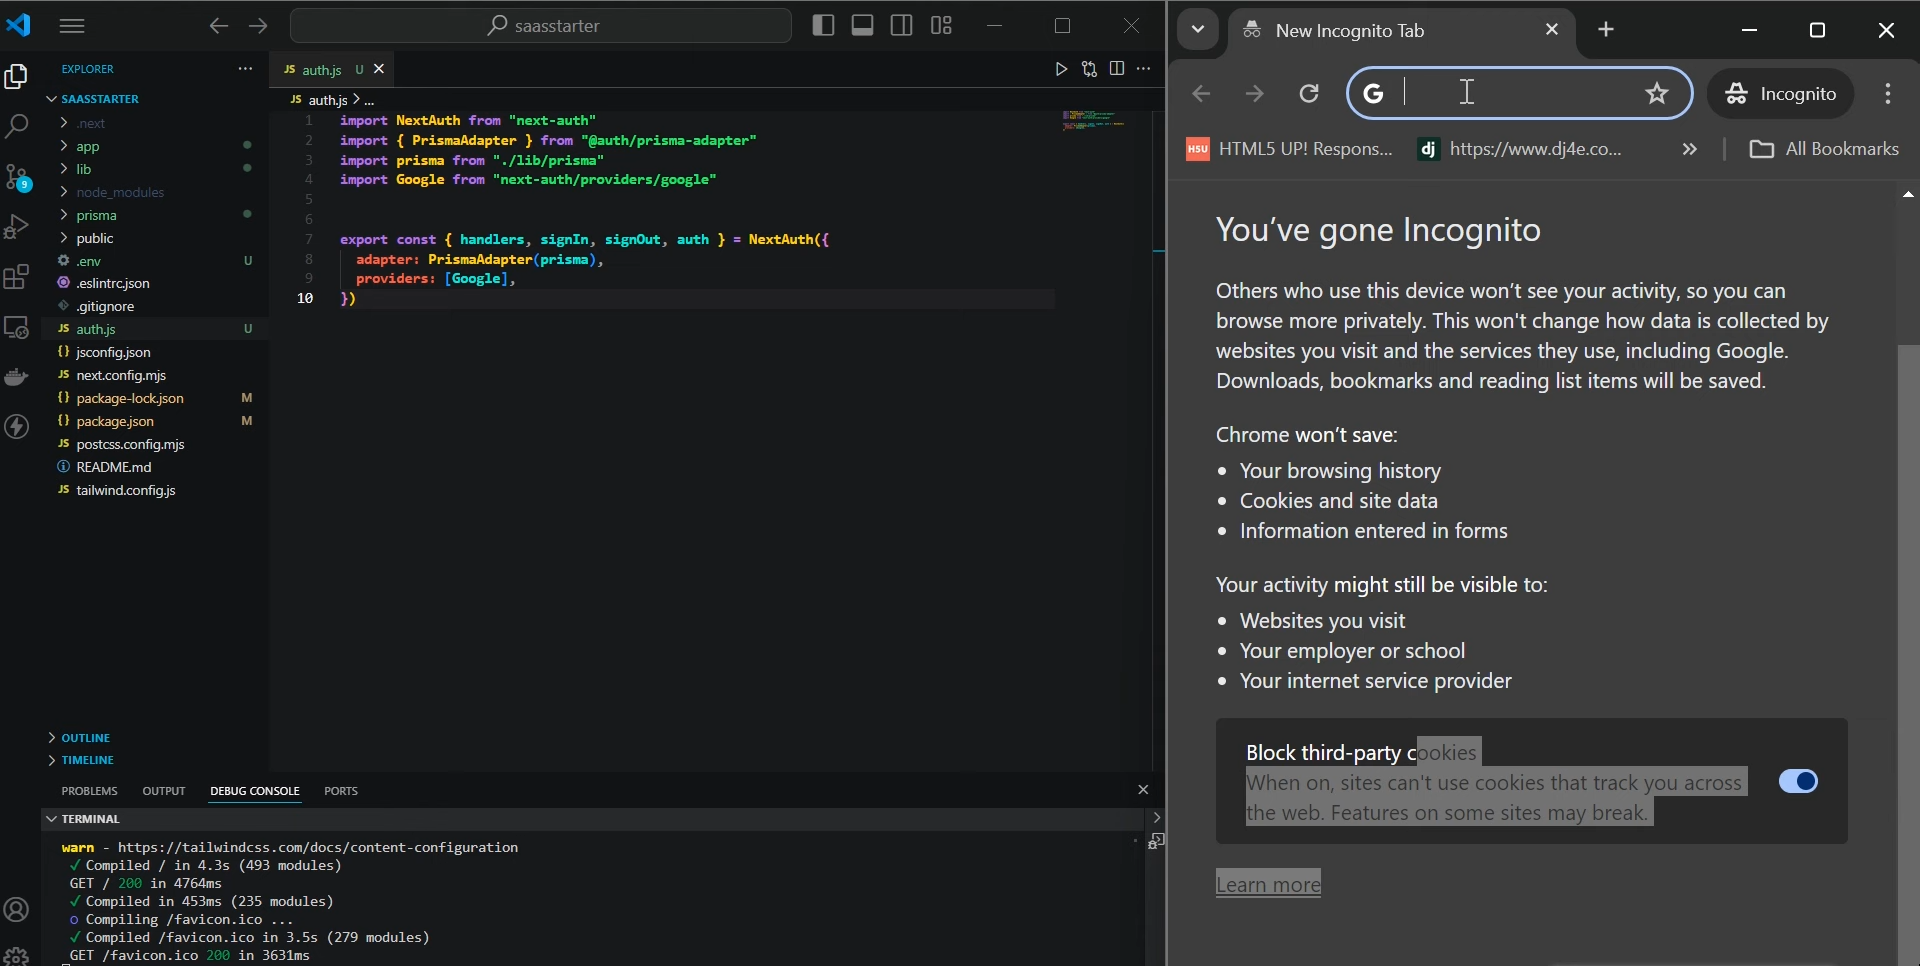 saasstarter
EXPLORER
SAASSTARTER
.next
app
lib
9
node_modules
prisma
public
.env U
.eslintrc.json
.gitignore
JS auth.js U
{} jsconfig.json
JS next.config.mjs
{} package-lock.json M
{} package.json M
JS postcss.config.mjs
README.md
JS tailwind.config.js
OUTLINE
TIMELINE
JS auth.js U
JS auth.js > ...
1 import NextAuth from "next-auth"
2 import { PrismaAdapter } from "@auth/prisma-adapter"
3 import prisma from "./lib/prisma"
4 import Google from "next-auth/providers/google"
5
6
7 export const { handlers, signIn, signOut, auth } = NextAuth({
8 adapter: PrismaAdapter(prisma),
9 providers: [Google],
10 })
PROBLEMS OUTPUT DEBUG CONSOLE PORTS
TERMINAL
warn - https://tailwindcss.com/docs/content-configuration
✓ Compiled / in 4.3s (493 modules)
GET / 200 in 4764ms
✓ Compiled in 453ms (235 modules)
○ Compiling /favicon.ico ...
✓ Compiled /favicon.ico in 3.5s (279 modules)
GET /favicon.ico 200 in 3631ms
New Incognito Tab
G
Incognito
H5U HTML5 UP! Respons... dj https://www.dj4e.co... » All Bookmarks
You've gone Incognito
Others who use this device won't see your activity, so you can
browse more privately. This won't change how data is collected by
websites you visit and the services they use, including Google.
Downloads, bookmarks and reading list items will be saved.
Chrome won't save:
• Your browsing history
• Cookies and site data
• Information entered in forms
Your activity might still be visible to:
• Websites you visit
• Your employer or school
• Your internet service provider
Block third-party cookies
When on, sites can't use cookies that track you across
the web. Features on some sites may break.
Learn more